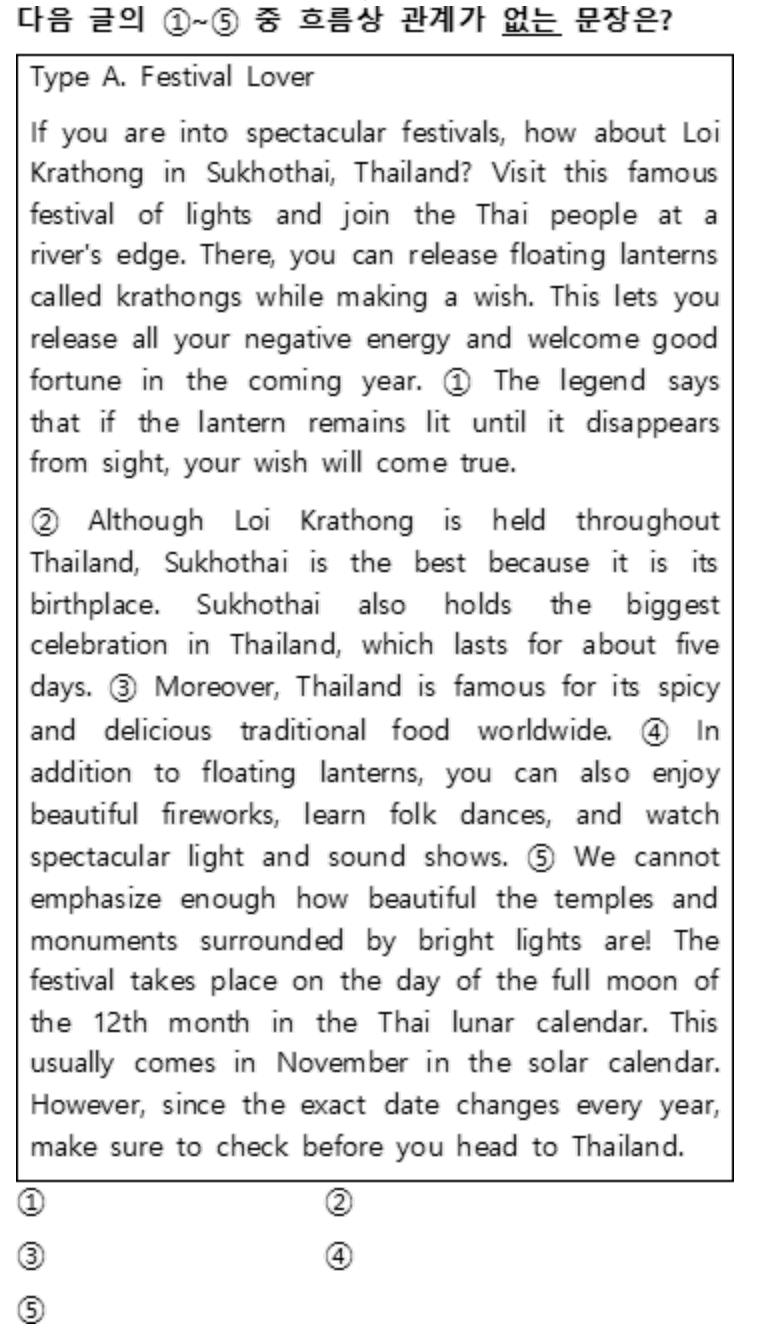 다음 글의 ①~⑤ 중 흐름상 관계가 없는 문장은?
Type A. Festival Lover
If you are into spectacular festivals, how about Loi
Krathong in Sukhothai, Thailand? Visit this famous
festival of lights and join the Thai people at a
river's edge. There, you can release floating lanterns
called krathongs while making a wish. This lets you
release all your negative energy and welcome good
fortune in the coming year. ① The legend says
that if the lantern remains lit until it disappears
from sight, your wish will come true.
② Although Loi Krathong is held throughout
Thailand, Sukhothai is the best because it is its
birthplace. Sukhothai also holds the biggest
celebration in Thailand, which lasts for about five
days. ③ Moreover, Thailand is famous for its spicy
and delicious traditional food worldwide. ④ In
addition to floating lanterns, you can also enjoy
beautiful fireworks, learn folk dances, and watch
spectacular light and sound shows. ⑤ We cannot
emphasize enough how beautiful the temples and
monuments surrounded by bright lights are! The
festival takes place on the day of the full moon of
the 12th month in the Thai lunar calendar. This
usually comes in November in the solar calendar.
However, since the exact date changes every year,
make sure to check before you head to Thailand.
① ②
③ ④
⑤